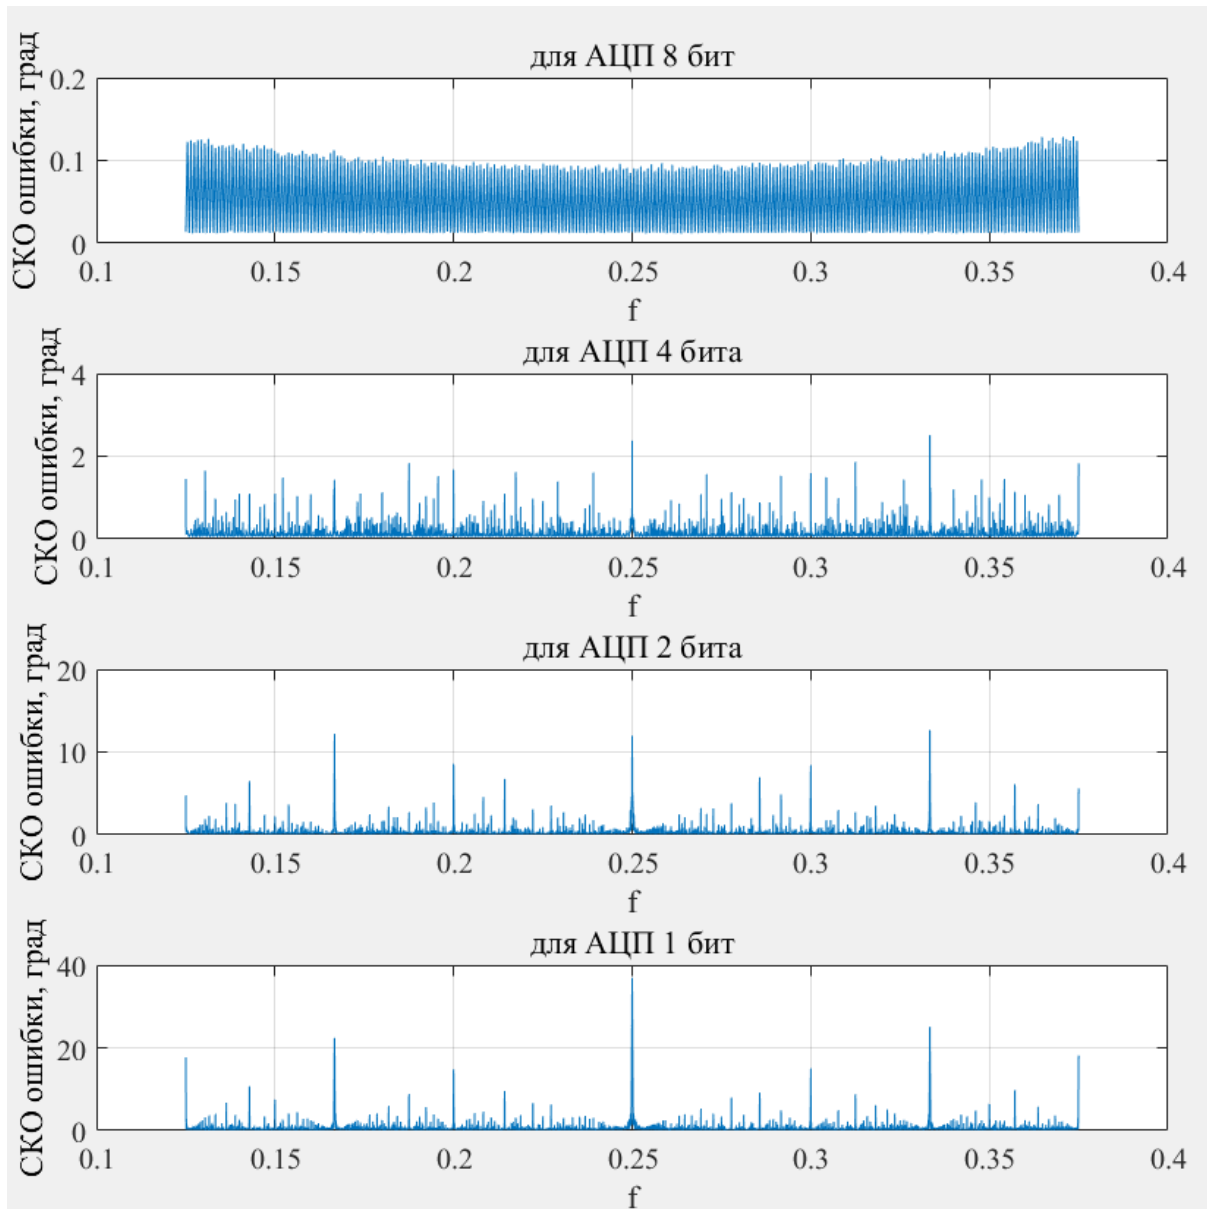 для АЦП 8 бит
СКО ошибки, град
0.2
0.1
0
0.1 0.15 0.2 0.25 0.3 0.35 0.4
f
для АЦП 4 бита
СКО ошибки, град
4
2
0
0.1 0.15 0.2 0.25 0.3 0.35 0.4
f
для АЦП 2 бита
СКО ошибки, град
20
10
0
0.1 0.15 0.2 0.25 0.3 0.35 0.4
f
для АЦП 1 бит
СКО ошибки, град
40
20
0
0.1 0.15 0.2 0.25 0.3 0.35 0.4
f